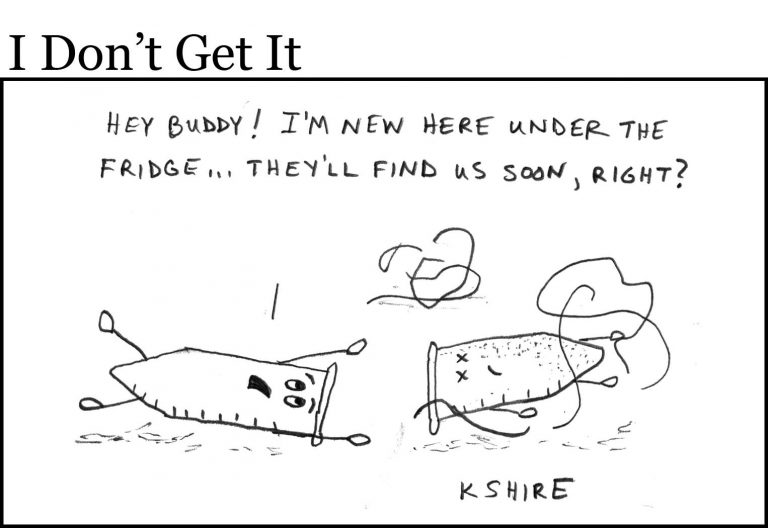 I Don’t Get It
HEY BUDDY! I'M NEW HERE UNDER THE
FRIDGE... THEY'LL FIND US SOON, RIGHT?
KSHIRE